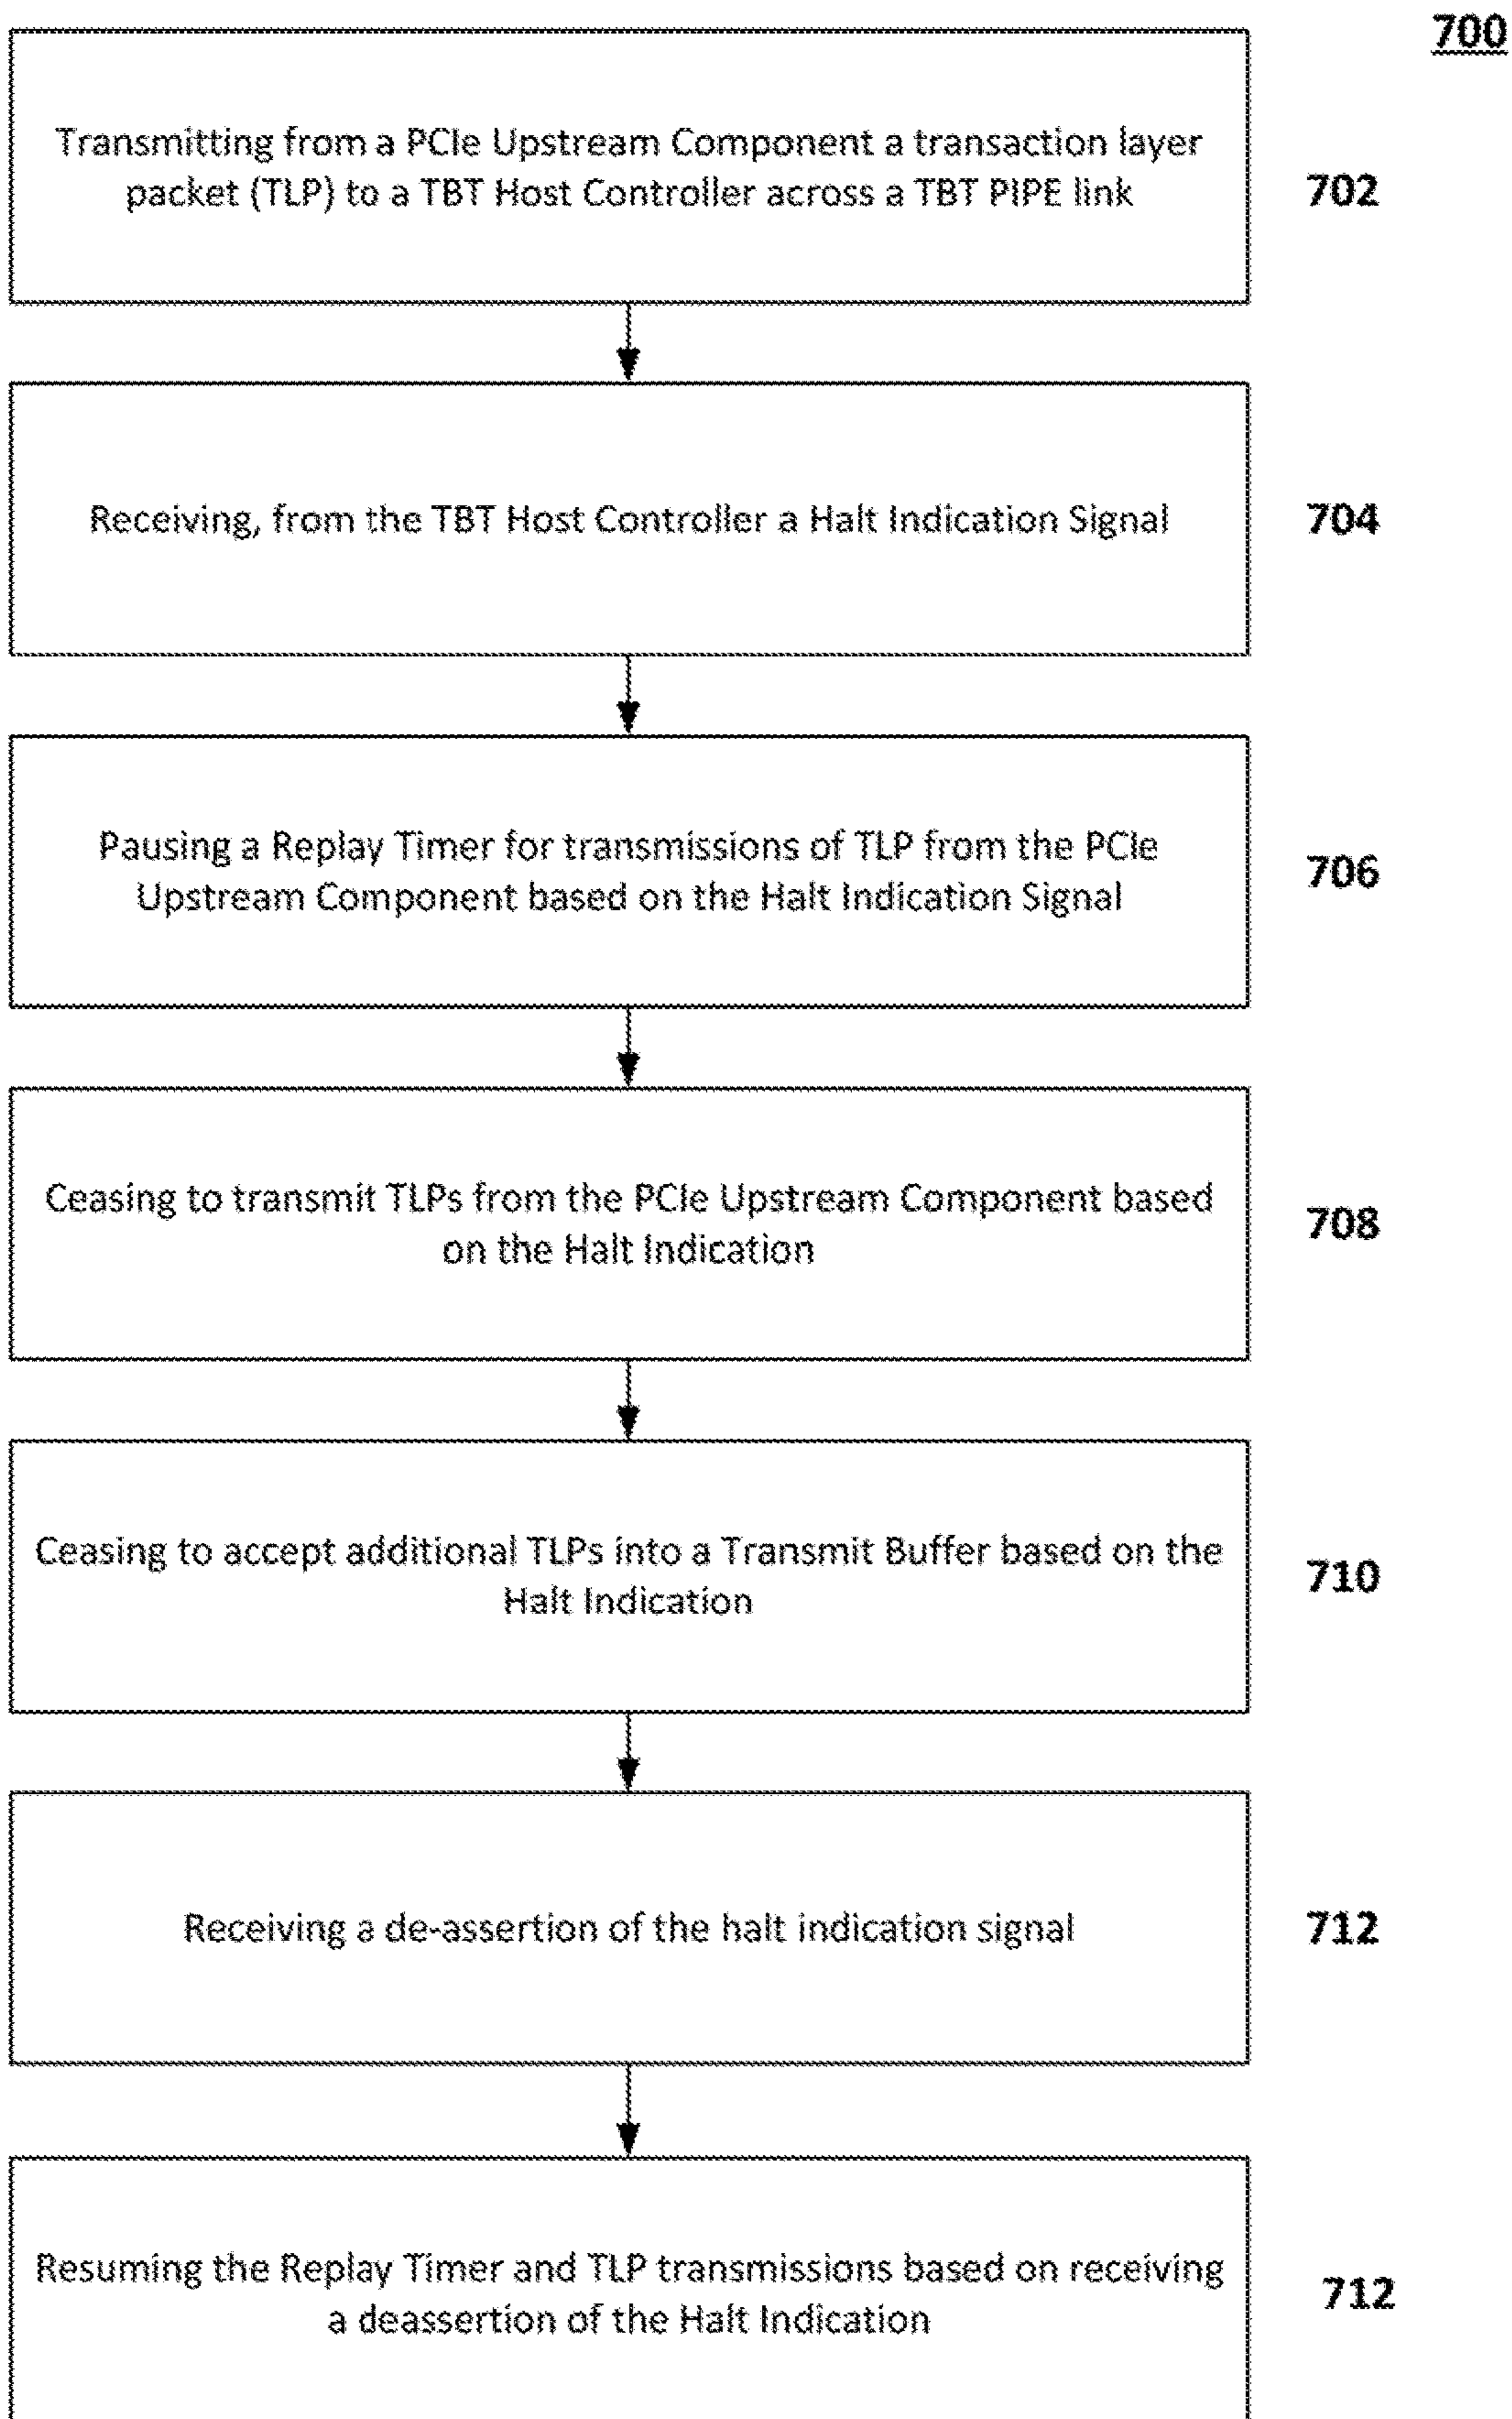 700
Transmitting from a PCIe Upstream Component a transaction layer
packet (TLP) to a TBT Host Controller across a TBT PIPE link
702
Receiving, from the TBT Host Controller a Halt Indication Signal
704
Pausing a Replay Timer for transmissions of TLP from the PCIe
Upstream Component based on the Halt Indication Signal
706
Ceasing to transmit TLPs from the PCIe Upstream Component based
on the Halt Indication
708
Ceasing to accept additional TLPs into a Transmit Buffer based on the
Halt Indication
710
Receiving a de-assertion of the halt indication signal
712
Resuming the Replay Timer and TLP transmissions based on receiving
a deassertion of the Halt Indication
712